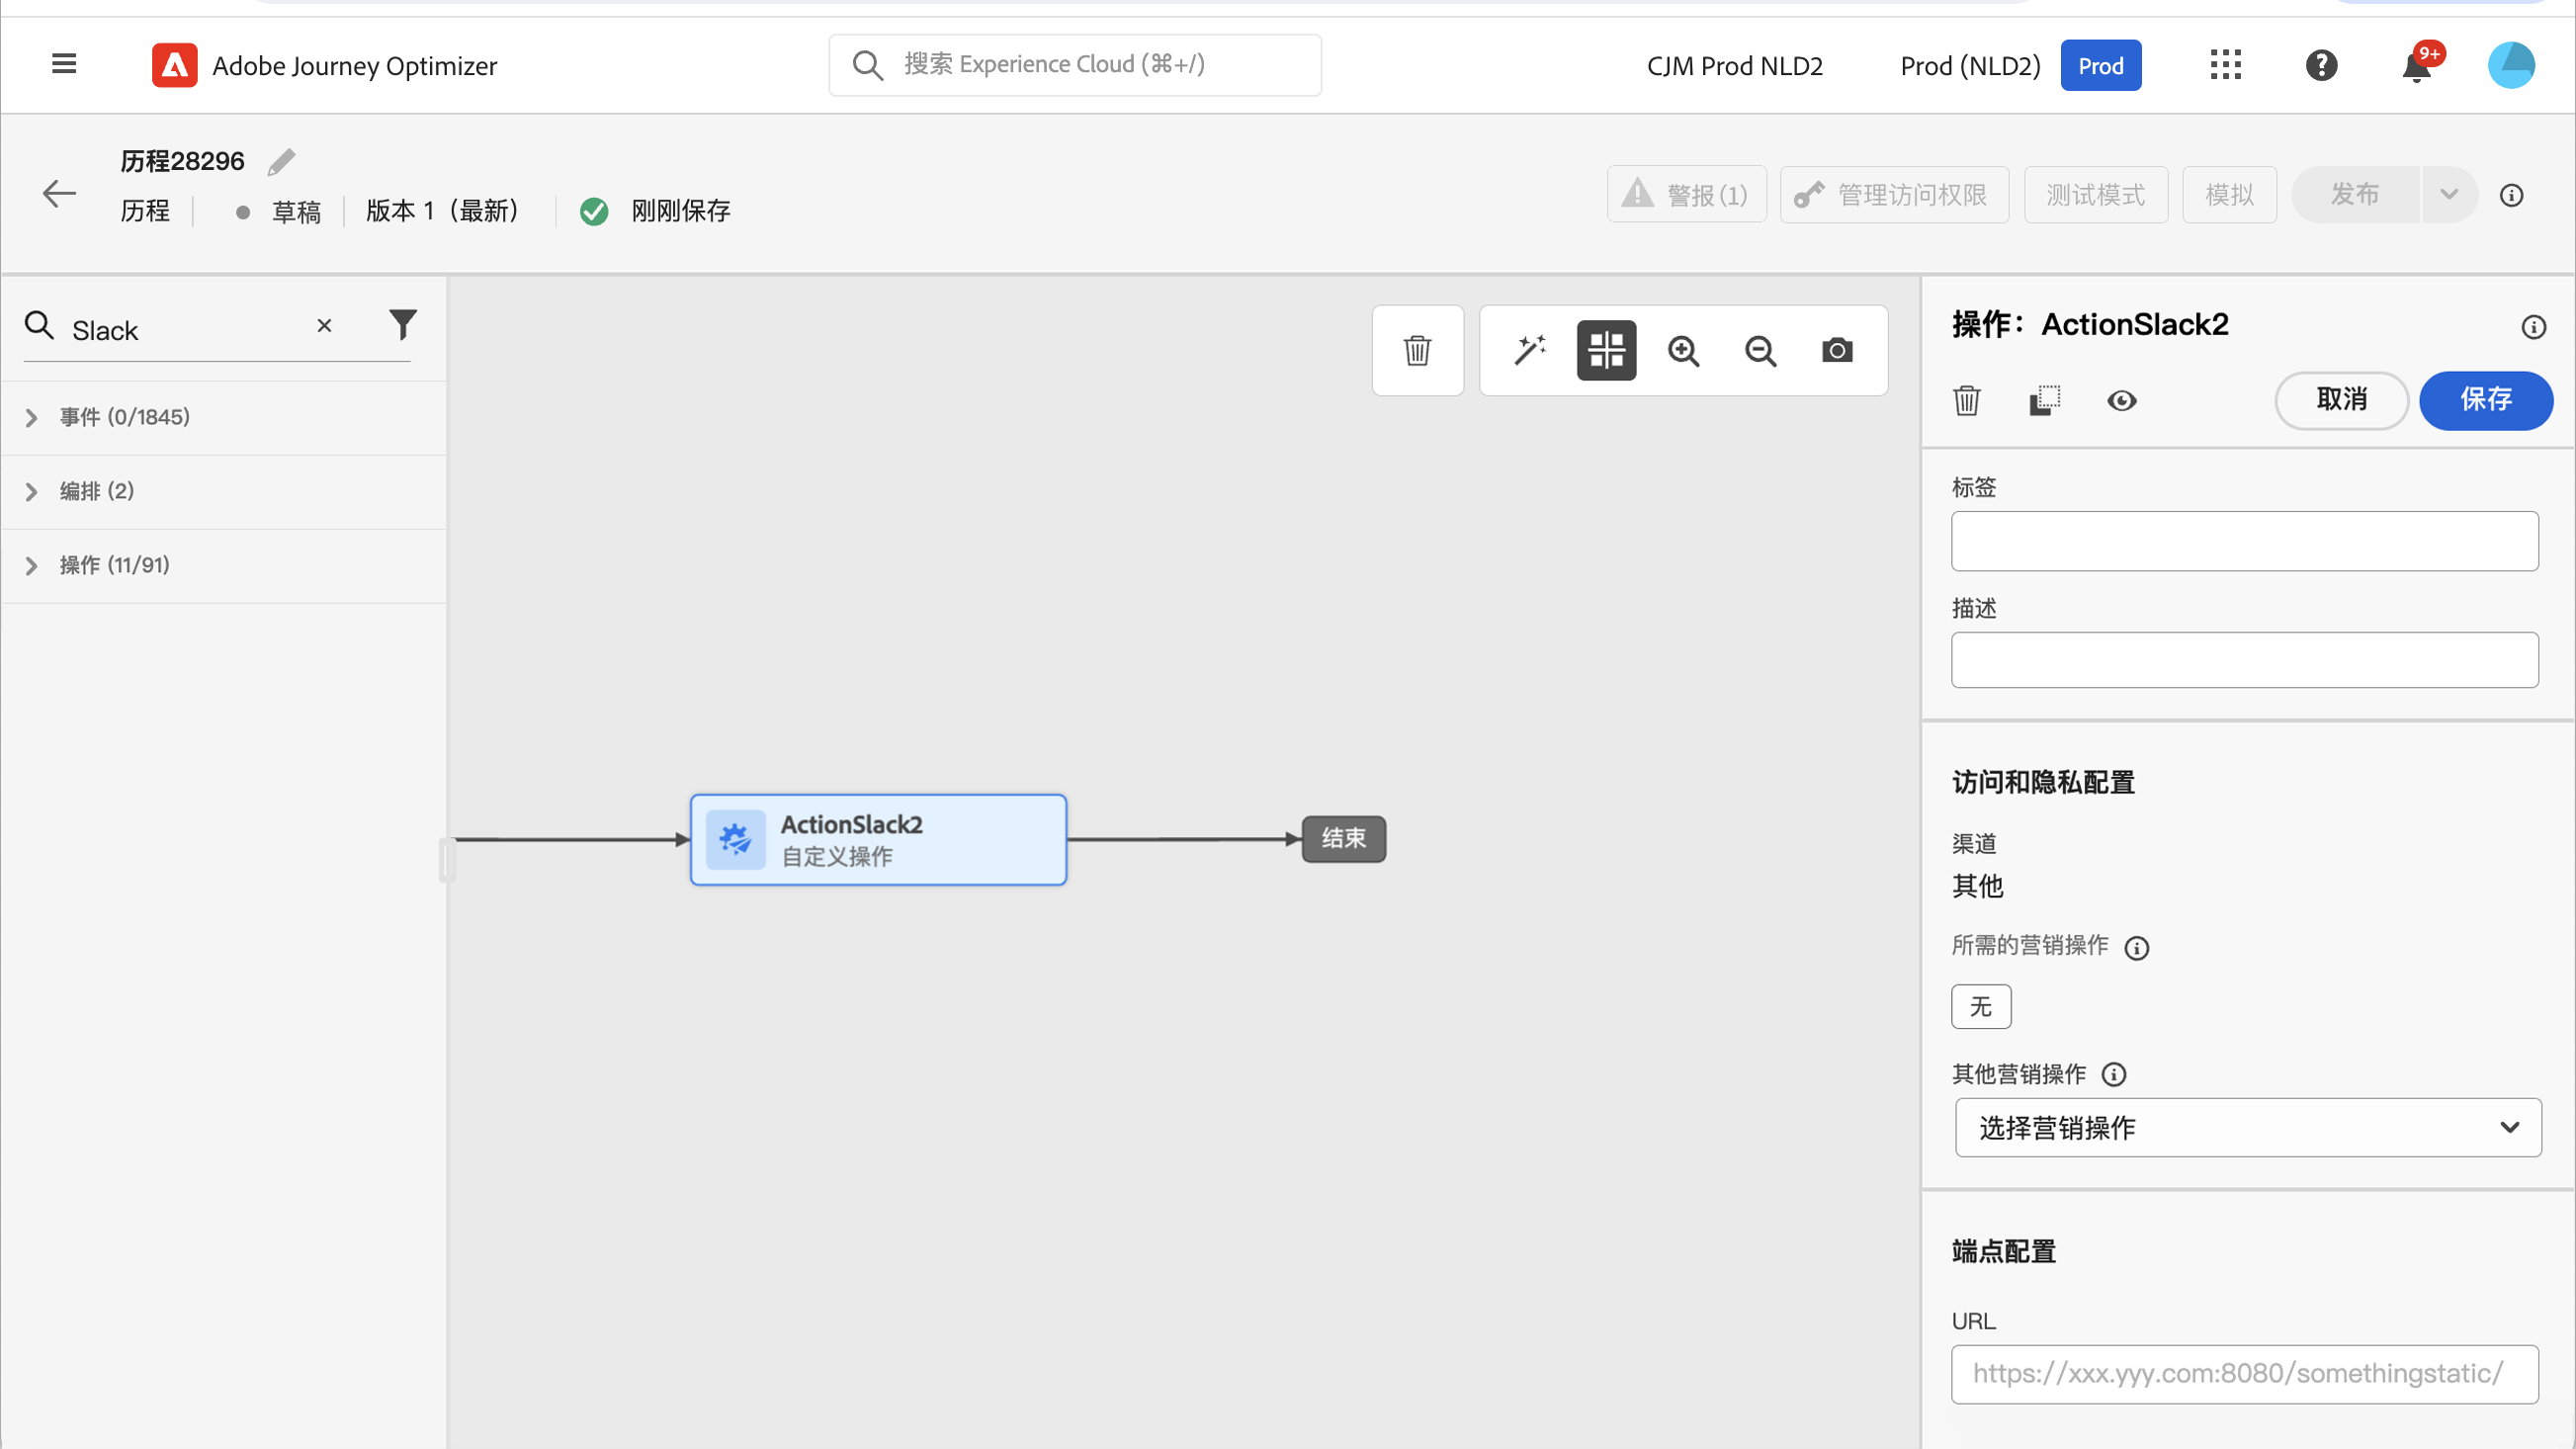 Adobe Journey Optimizer
搜索 Experience Cloud (⌘+/)
CJM Prod NLD2
Prod (NLD2)
Prod
9+
历程28296
历程
草稿
版本 1（最新）
刚刚保存
警报 (1)
管理访问权限
测试模式
模拟
发布
Slack
事件 (0/1845)
编排 (2)
操作 (11/91)
ActionSlack2
自定义操作
结束
操作：ActionSlack2
取消
保存
标签
描述
访问和隐私配置
渠道
其他
所需的营销操作
无
其他营销操作
选择营销操作
端点配置
URL
https://xxx.yyy.com:8080/somethingstatic/